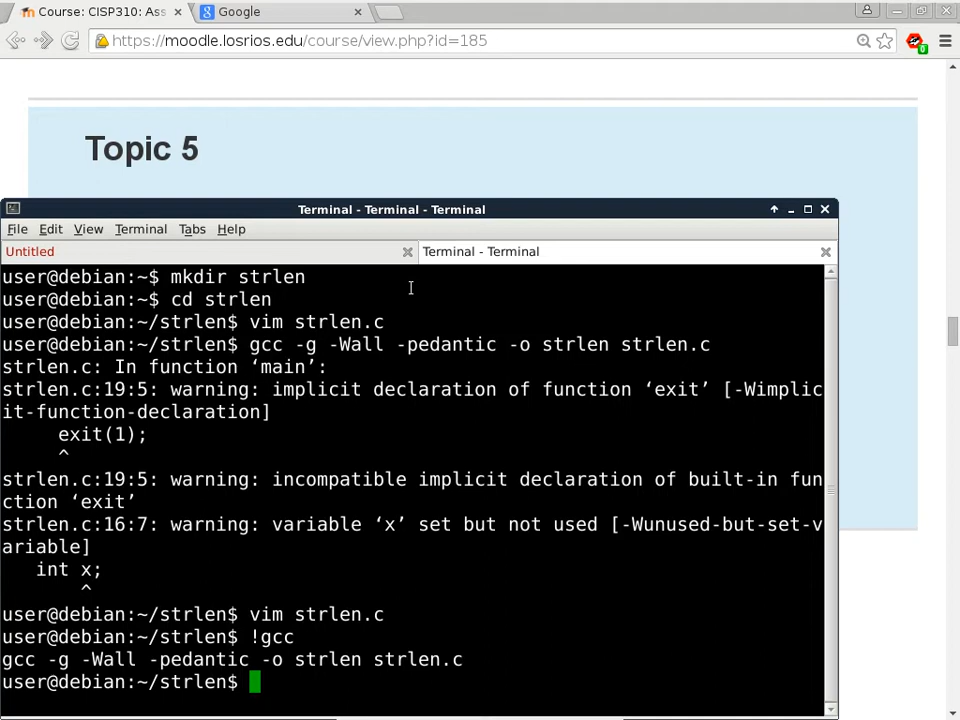 Course: CISP310: Ass
Google
https://moodle.losrios.edu/course/view.php?id=185
0
Topic 5
Terminal - Terminal - Terminal
File Edit View Terminal Tabs Help
Untitled
Terminal - Terminal
user@debian:~$ mkdir strlen
user@debian:~$ cd strlen
user@debian:~/strlen$ vim strlen.c
user@debian:~/strlen$ gcc -g -Wall -pedantic -o strlen strlen.c
strlen.c: In function ‘main’:
strlen.c:19:5: warning: implicit declaration of function ‘exit’ [-Wimplic
it-function-declaration]
exit(1);
^
strlen.c:19:5: warning: incompatible implicit declaration of built-in fun
ction ‘exit’
strlen.c:16:7: warning: variable ‘x’ set but not used [-Wunused-but-set-v
ariable]
int x;
^
user@debian:~/strlen$ vim strlen.c
user@debian:~/strlen$ !gcc
gcc -g -Wall -pedantic -o strlen strlen.c
user@debian:~/strlen$